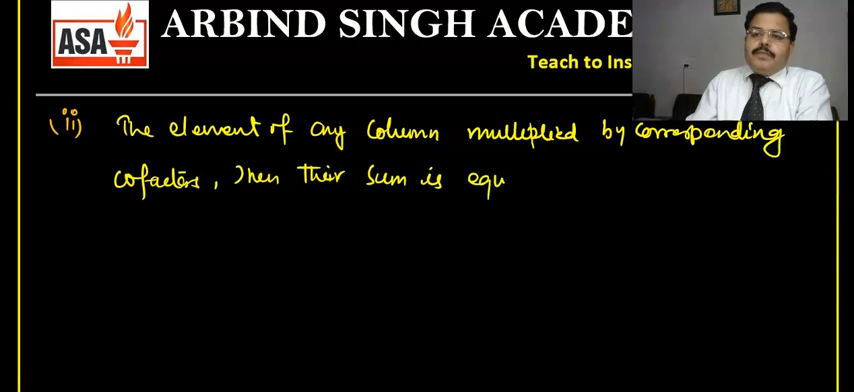 ASA
ARBIND SINGH ACADE
Teach to Ins
(ii) The element of any column multiplied by corresponding
cofactors, then their sum is equ